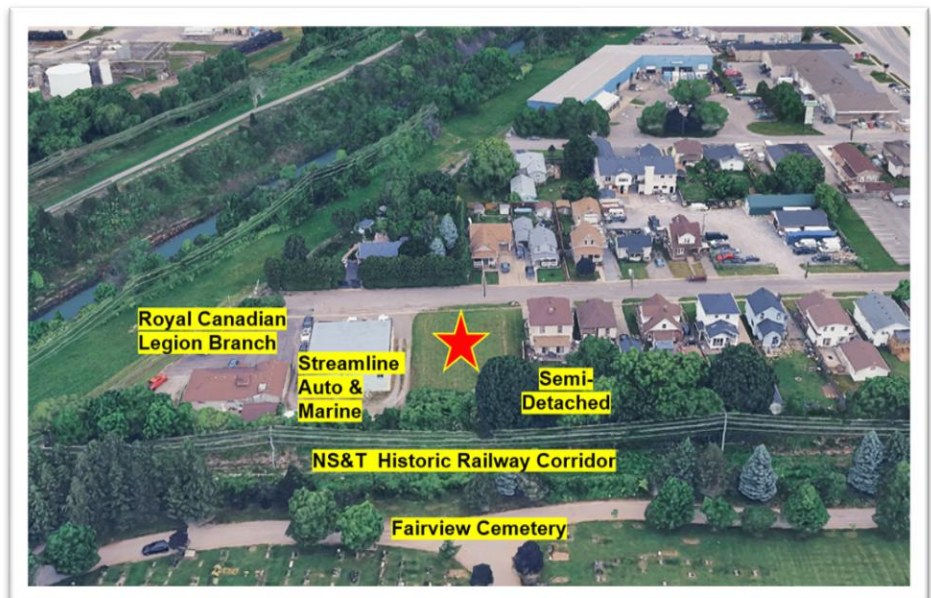 Royal Canadian
Legion Branch
Streamline
Auto &
Marine
Semi-
Detached
NS&T Historic Railway Corridor
Fairview Cemetery